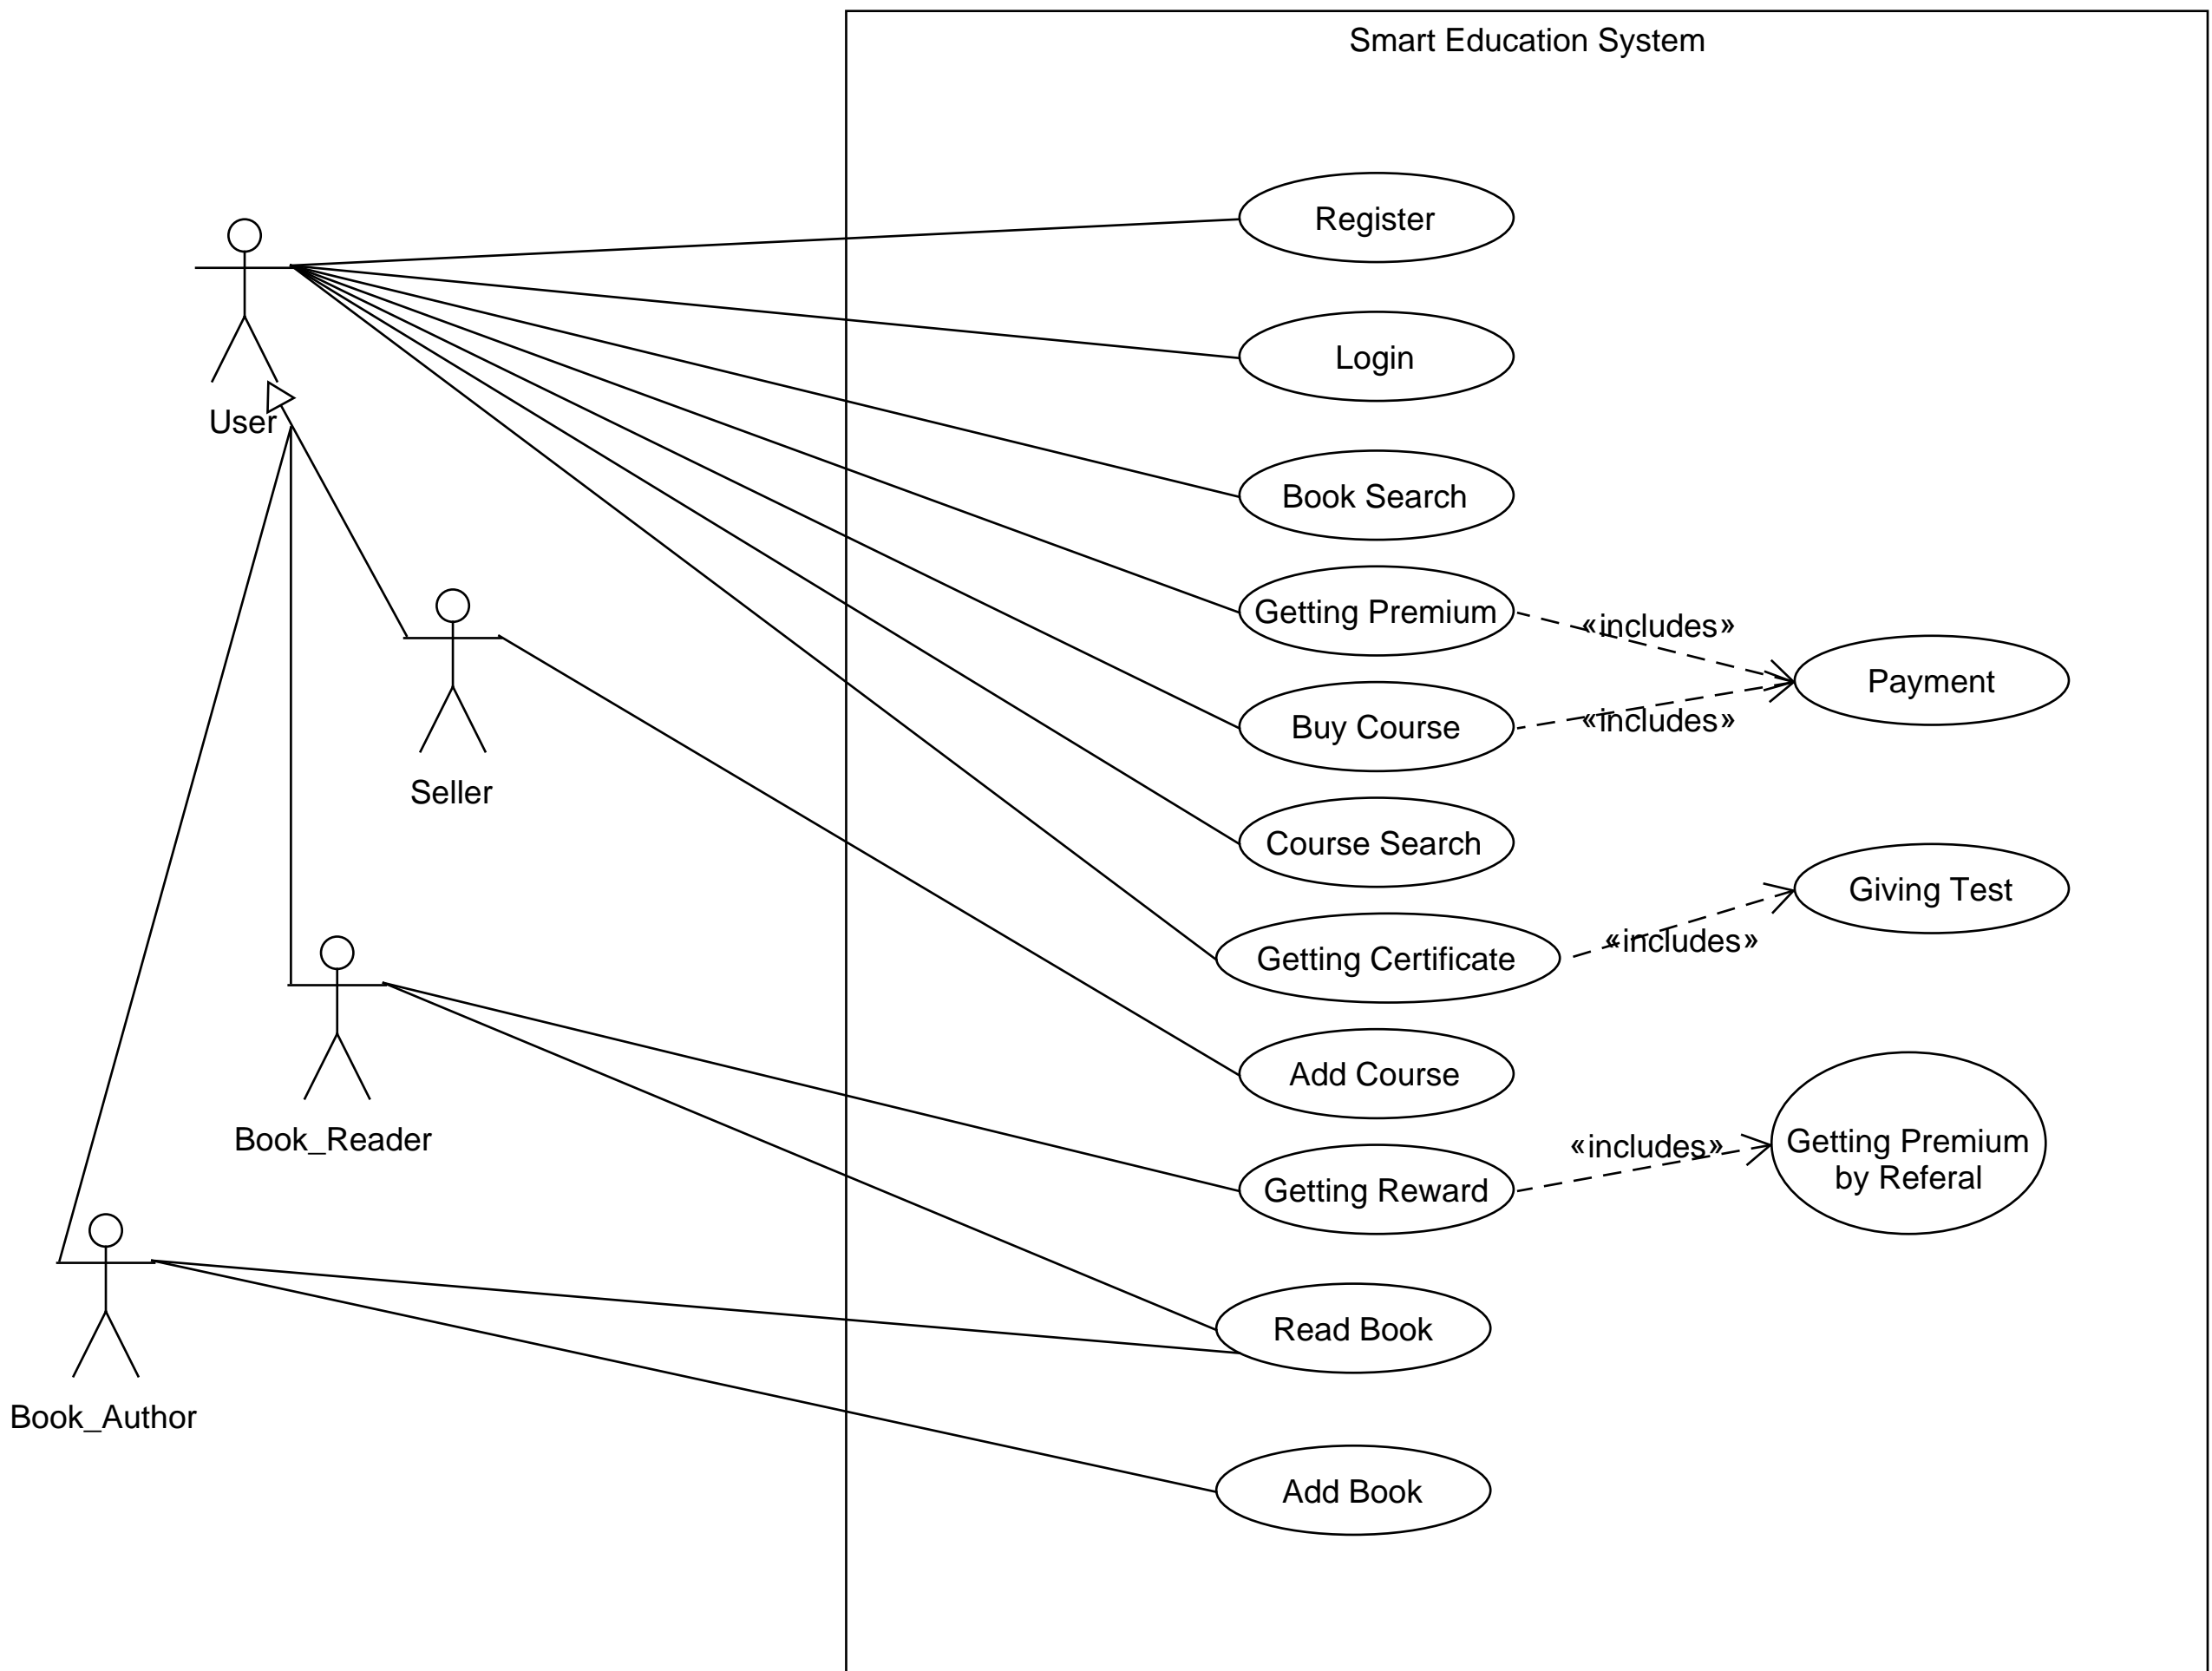 Smart Education System
Register
Login
User
Book Search
Getting Premium
«includes»
Payment
Buy Course
«includes»
Seller
Course Search
Giving Test
Getting Certificate
«includes»
Add Course
Book_Reader
Getting Premium
by Referal
«includes»
Getting Reward
Read Book
Book_Author
Add Book